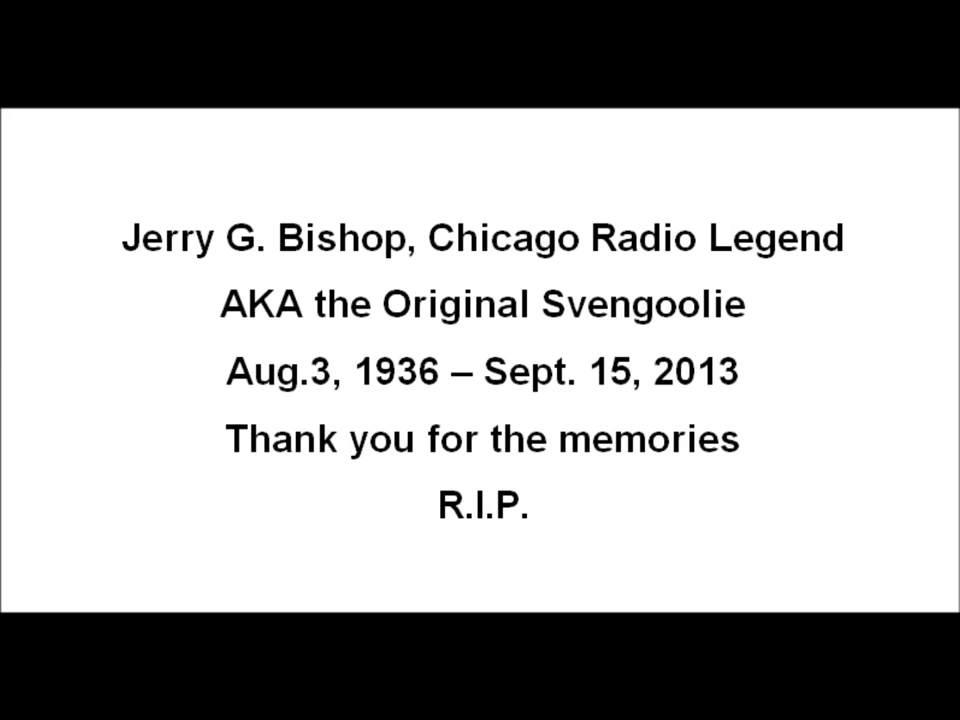 Jerry G. Bishop, Chicago Radio Legend
AKA the Original Svengoolie
Aug.3, 1936 – Sept. 15, 2013
Thank you for the memories
R.I.P.